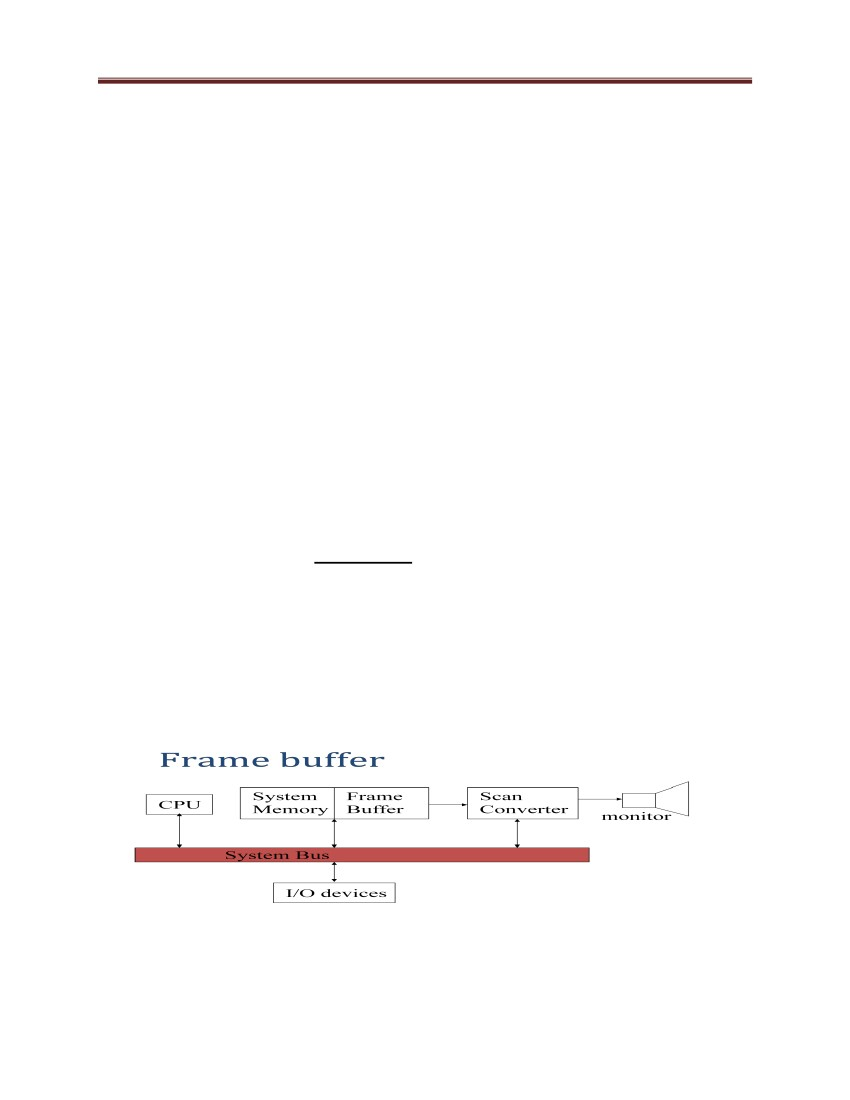 Frame buffer
CPU
System Memory
Frame Buffer
Scan Converter
monitor
System Bus
I/O devices